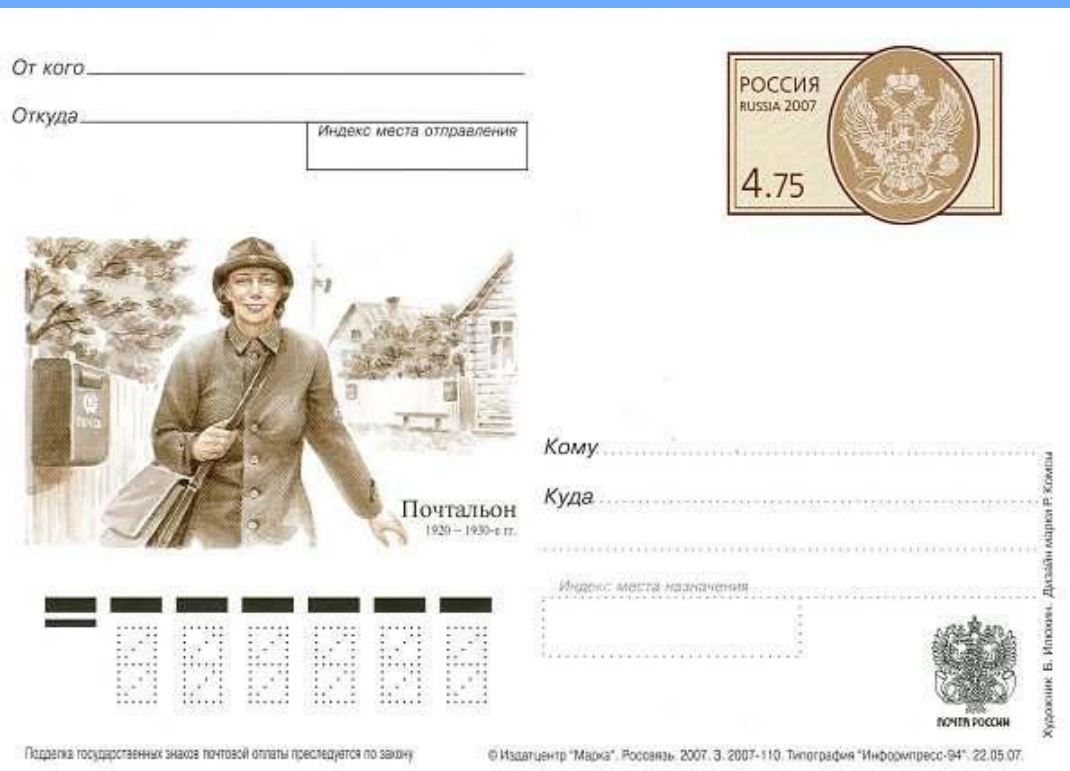 От кого
Откуда
Индекс места отправления
РОССИЯ
RUSSIA 2007
4.75
ПОЧТА
Почтальон
1920 – 1930-е гг.
Кому
Куда
Индекс места назначения
ПОЧТА РОССИИ
Художник Б. Илюхин. Дизайн марки Р. Комсы
Подделка государственных знаков почтовой оплаты преследуется по закону
© Издатцентр "Марка". Россвязь. 2007. З. 2007-110. Типография "Информпресс-94". 22.05.07.